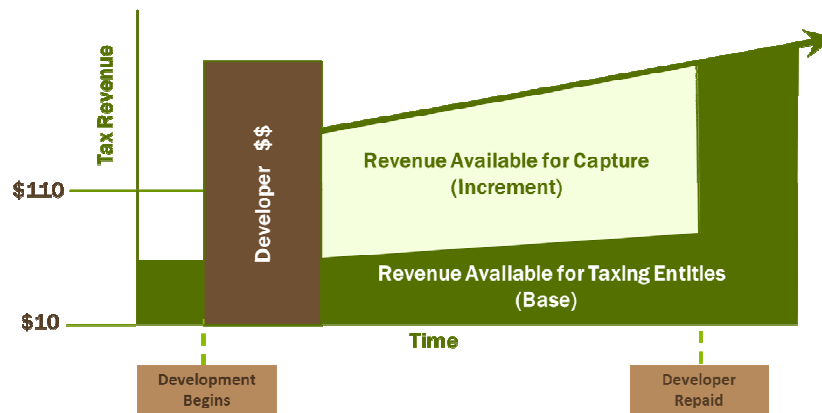 Tax Revenue
$110
$10
Developer $$
Revenue Available for Capture
(Increment)
Revenue Available for Taxing Entities
(Base)
Time
Development
Begins
Developer
Repaid